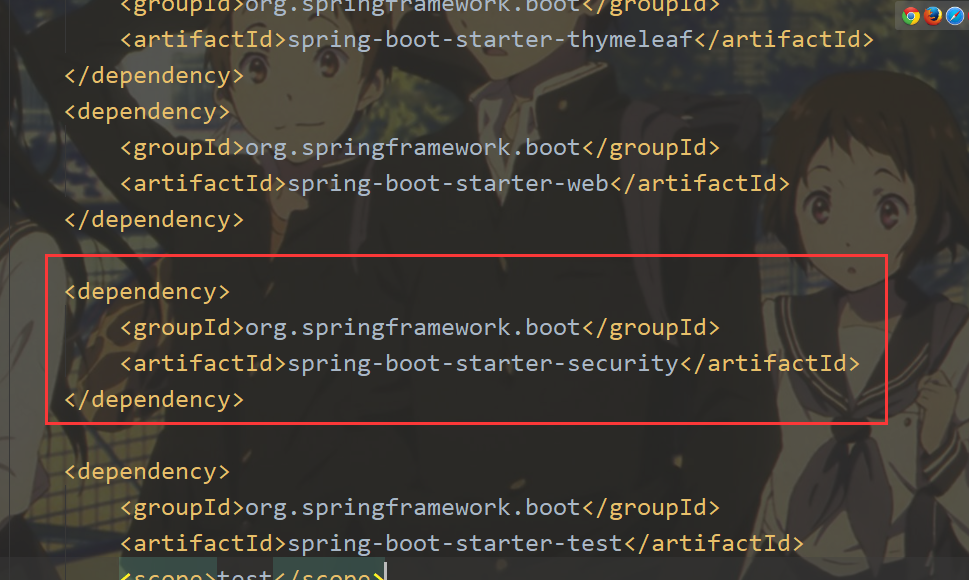 <groupId>org.springframework.boot</groupId>
<artifactId>spring-boot-starter-thymeleaf</artifactId>
</dependency>
<dependency>
<groupId>org.springframework.boot</groupId>
<artifactId>spring-boot-starter-web</artifactId>
</dependency>
<dependency>
<groupId>org.springframework.boot</groupId>
<artifactId>spring-boot-starter-security</artifactId>
</dependency>
<dependency>
<groupId>org.springframework.boot</groupId>
<artifactId>spring-boot-starter-test</artifactId>
<scope>test</scope>